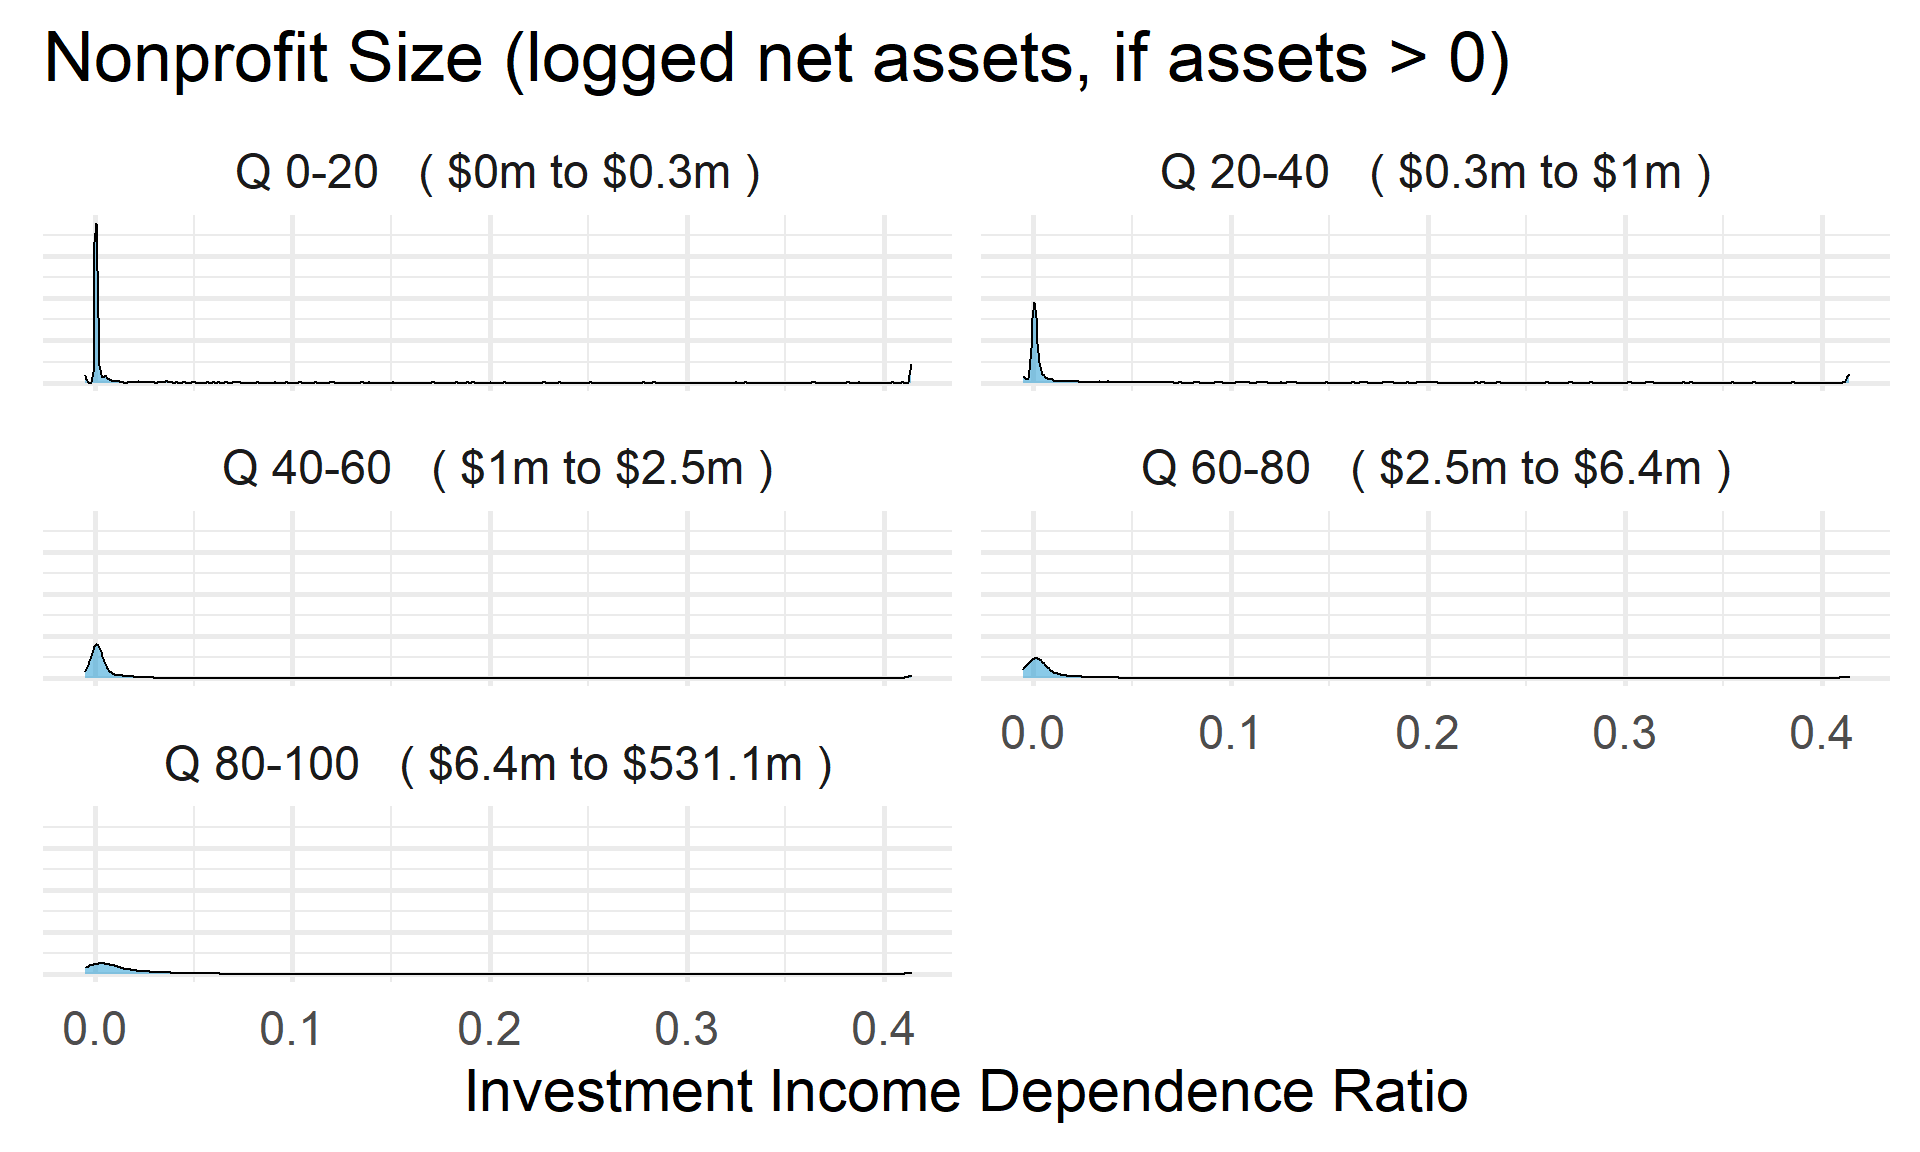 Nonprofit Size (logged net assets, if assets > 0)
Q 0-20 ( $0m to $0.3m )
Q 20-40 ( $0.3m to $1m )
Q 40-60 ( $1m to $2.5m )
Q 60-80 ( $2.5m to $6.4m )
0.0 0.1 0.2 0.3 0.4
Q 80-100 ( $6.4m to $531.1m )
0.0 0.1 0.2 0.3 0.4
Investment Income Dependence Ratio